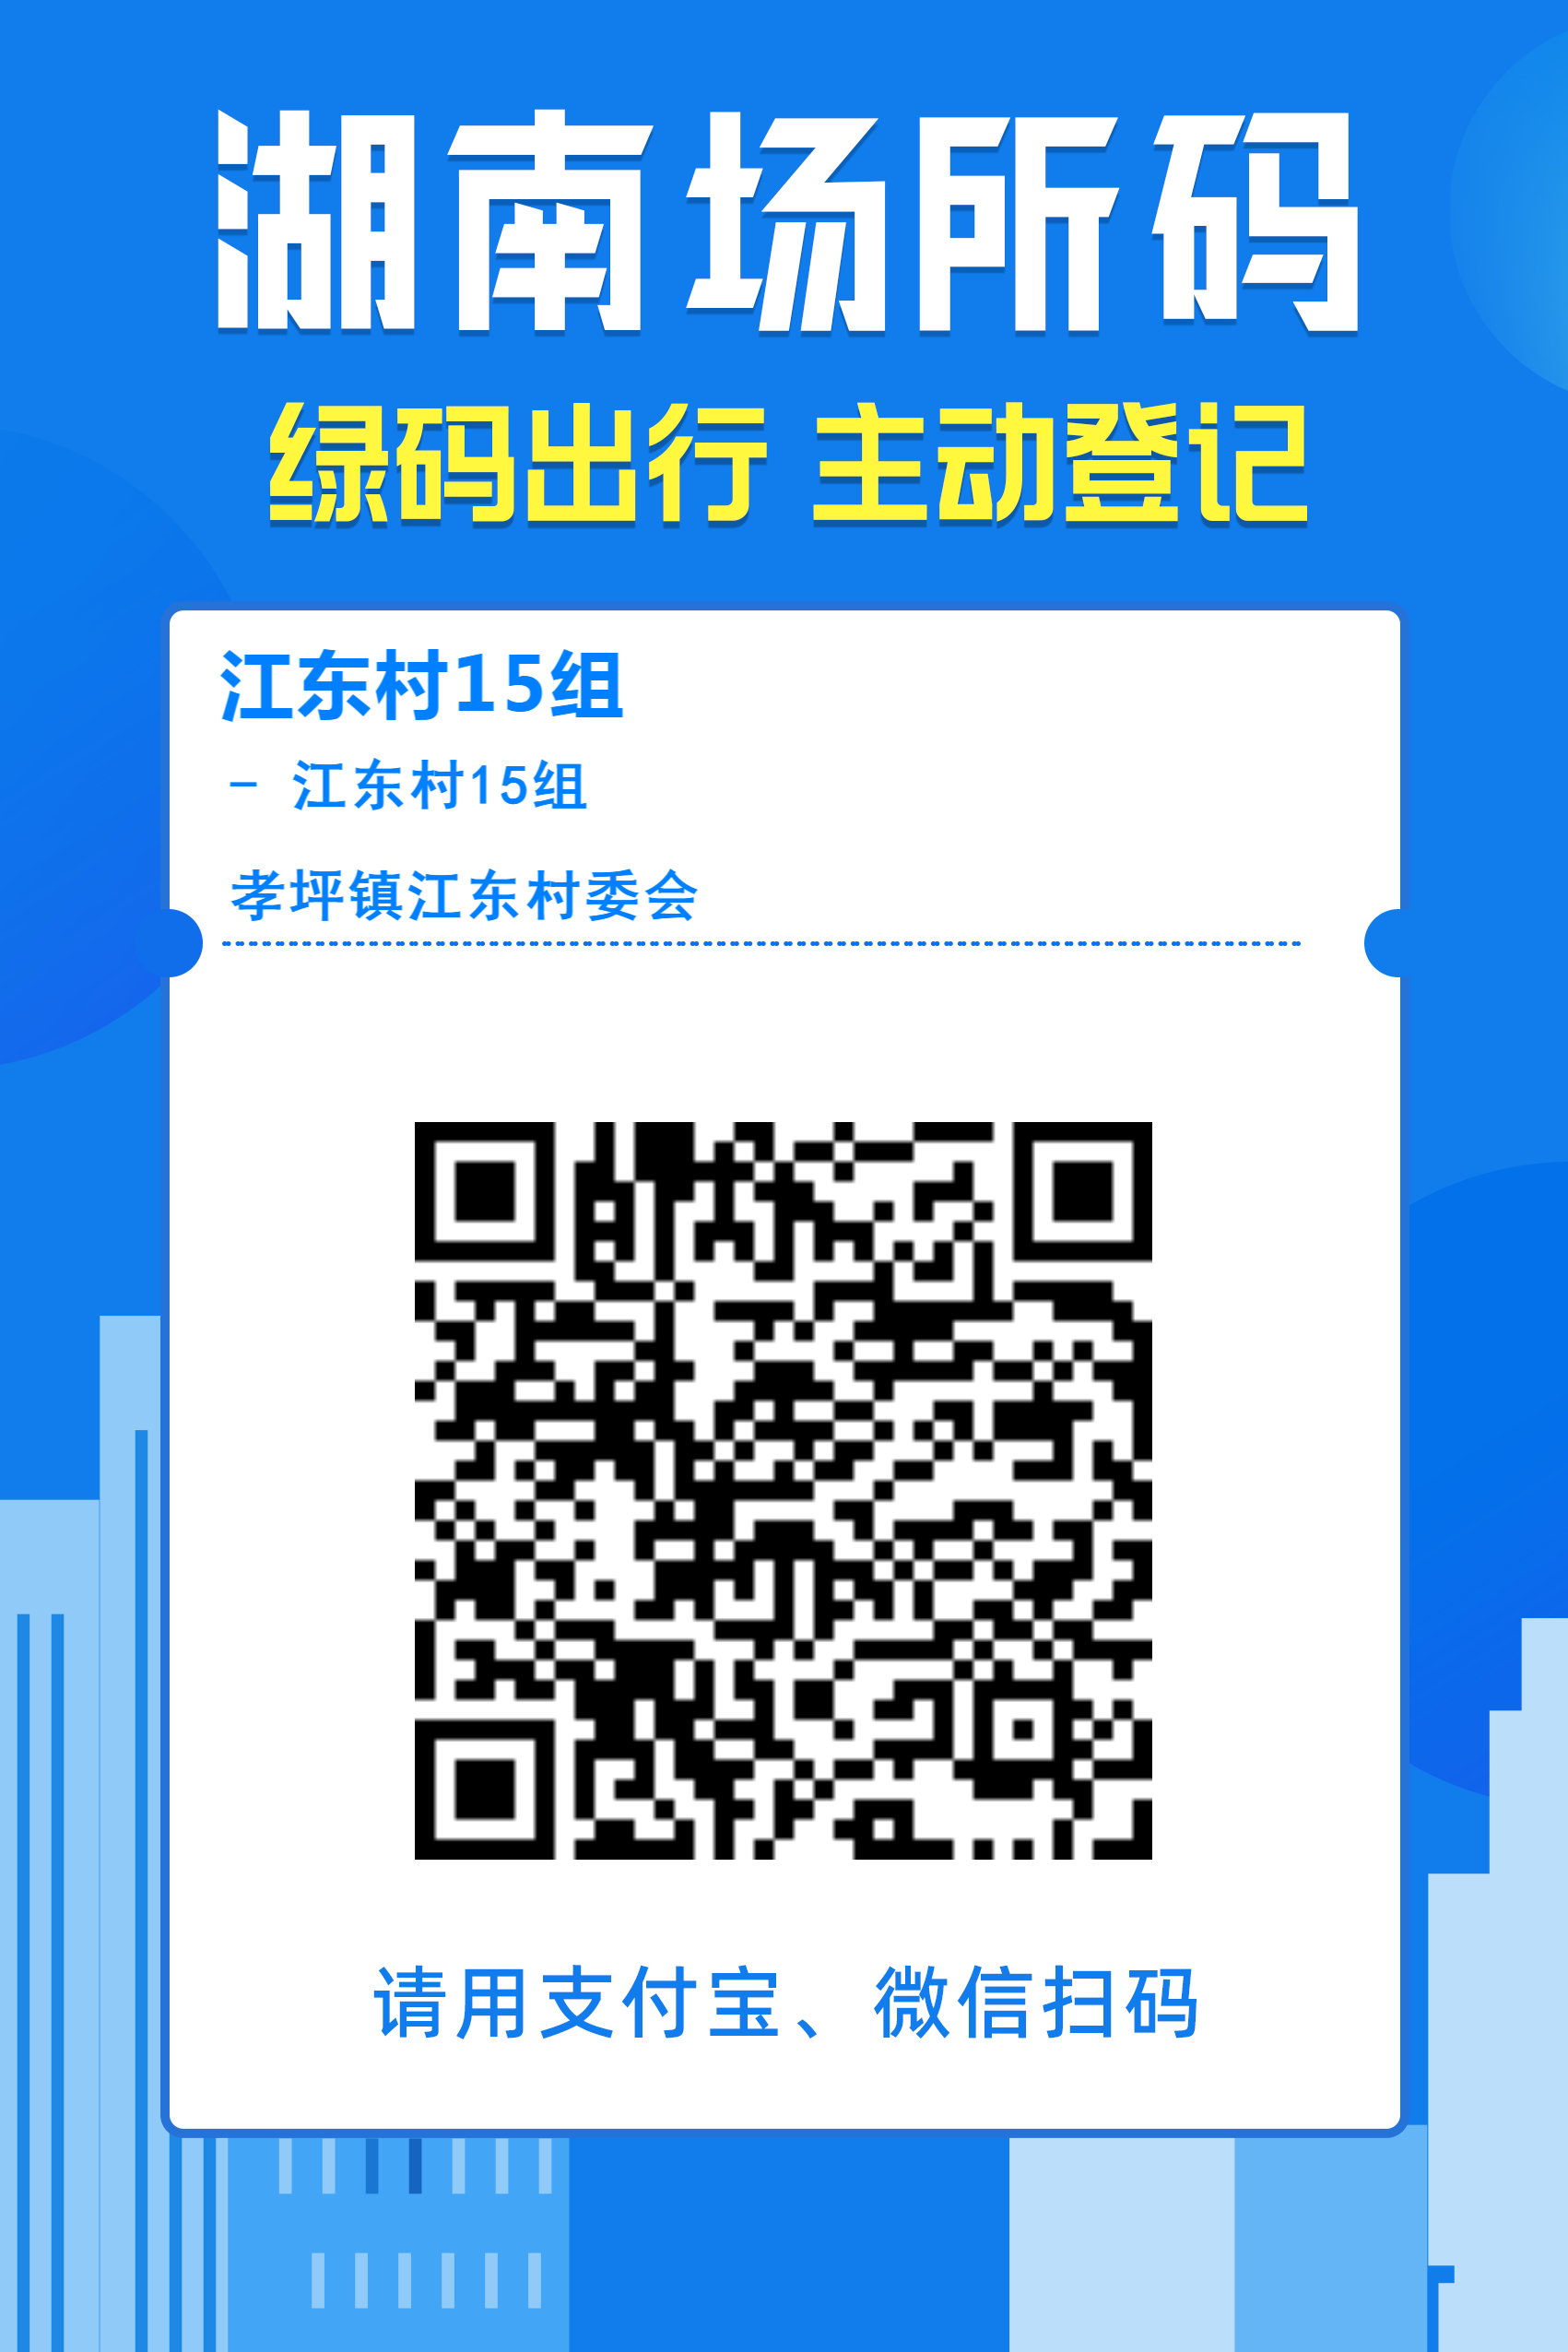 湖南场所码
绿码出行 主动登记
江东村15组
- 江东村15组
孝坪镇江东村委会
请用支付宝、微信扫码